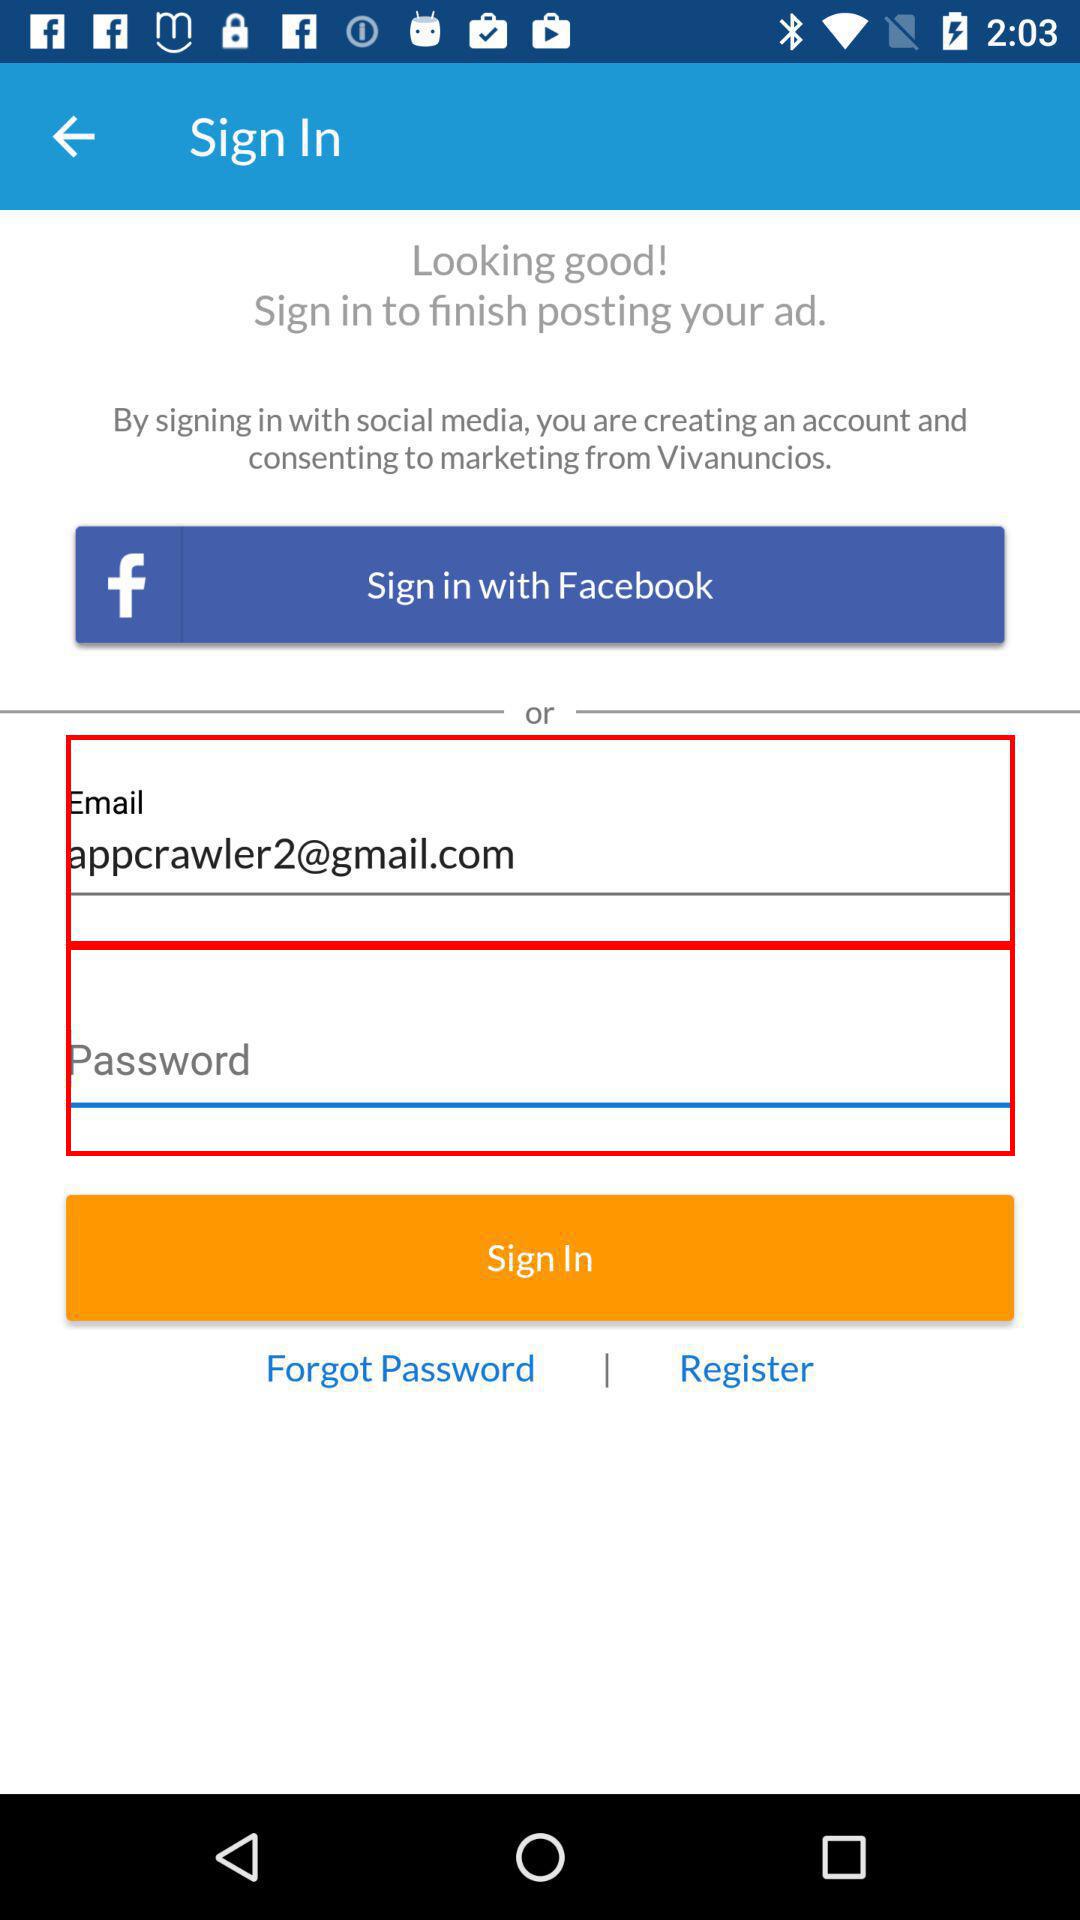 2:03
Sign In
Looking good!
Sign in to finish posting your ad.
By signing in with social media, you are creating an account and
consenting to marketing from Vivanuncios.
Sign in with Facebook
or
Email
appcrawler2@gmail.com
Password
Sign In
Forgot Password | Register